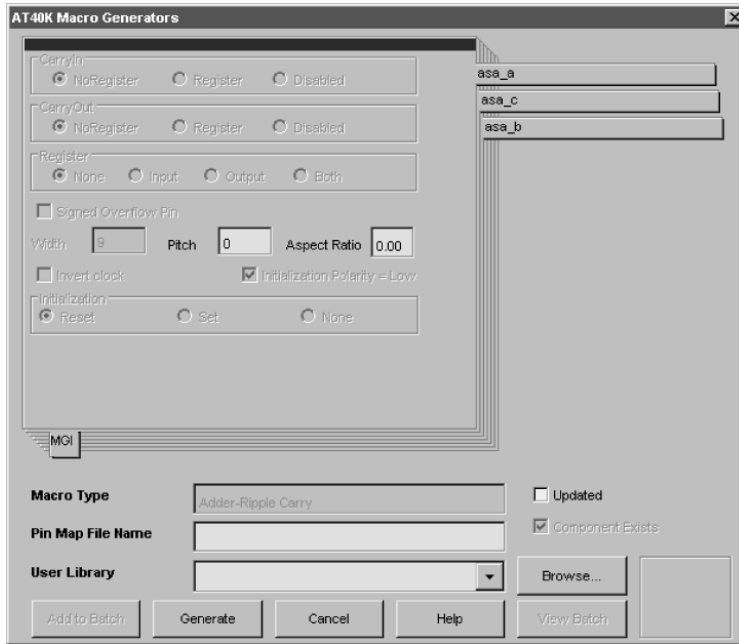 AT40K Macro Generators
CarryIn
NoRegister Register Disabled
CarryOut
NoRegister Register Disabled
Register
None Input Output Both
Signed Overflow Pin
Width 9 Pitch 0 Aspect Ratio 0.00
Invert clock Initialization Polarity = Low
Initialization
Reset Set None
asa_a
asa_c
asa_b
MGI
Macro Type Adder-Ripple Carry Updated
Pin Map File Name Component Exists
User Library Browse...
Add to Batch Generate Cancel Help View Batch